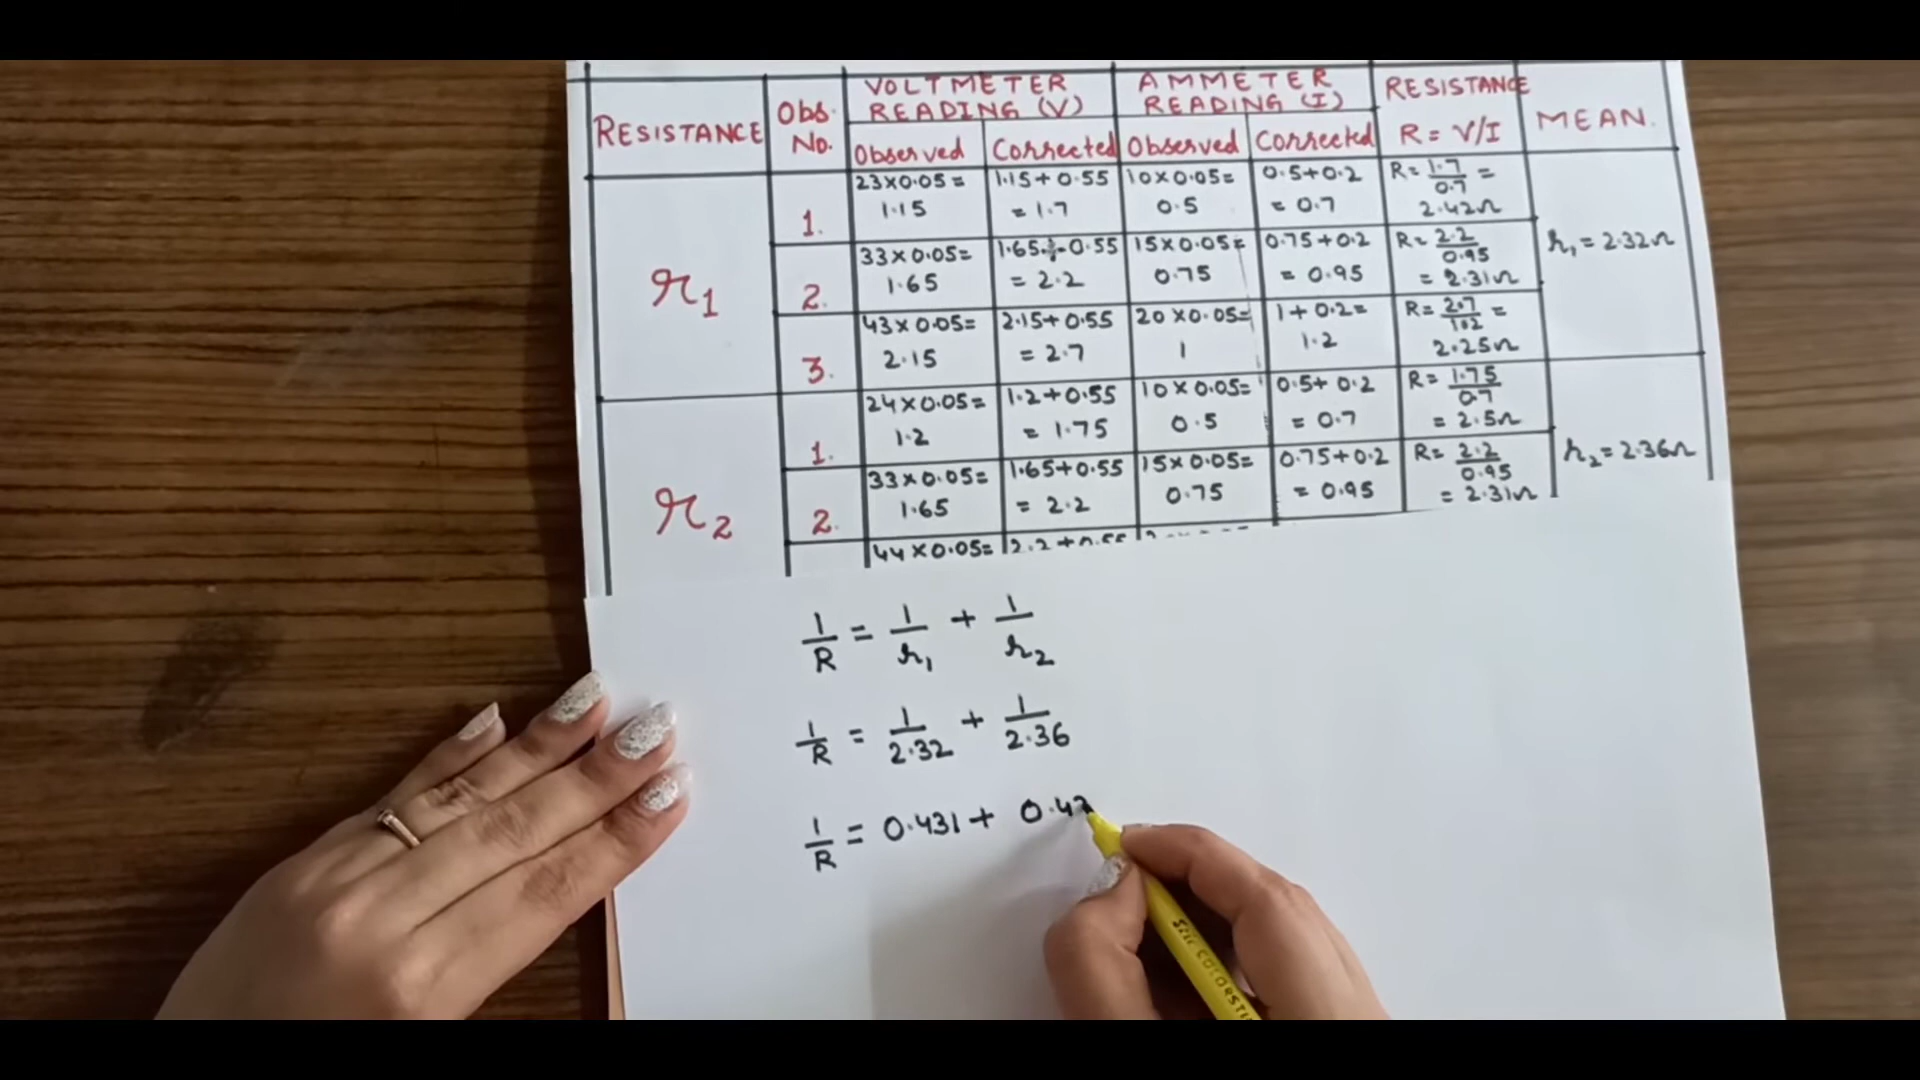 RESISTANCE Obs. No. VOLTMETER READING (V) AMMETER READING (I) RESISTANCE R = V/I MEAN.
Observed Corrected Observed Corrected
r1
1. 23×0.05= 1.15 1.15+0.55 = 1.7 10×0.05= 0.5 0.5+0.2 = 0.7 R= 1.7/0.7 = 2.42Ω
2. 33×0.05= 1.65 1.65+0.55 = 2.2 15×0.05= 0.75 0.75+0.2 = 0.95 R= 2.2/0.95 = 2.31Ω
r1 = 2.32Ω
3. 43×0.05= 2.15 2.15+0.55 = 2.7 20×0.05= 1 1+0.2= 1.2 R= 2.7/1.2 = 2.25Ω
r2
1. 24×0.05= 1.2 1.2+0.55 = 1.75 10×0.05= 0.5 0.5+0.2 = 0.7 R= 1.75/0.7 = 2.5Ω
r2 = 2.36Ω
2. 33×0.05= 1.65 1.65+0.55 = 2.2 15×0.05= 0.75 0.75+0.2 = 0.95 R= 2.2/0.95 = 2.31Ω
44×0.05= 2.2+0.55
1/R = 1/r1 + 1/r2
1/R = 1/2.32 + 1/2.36
1/R = 0.431 + 0.42